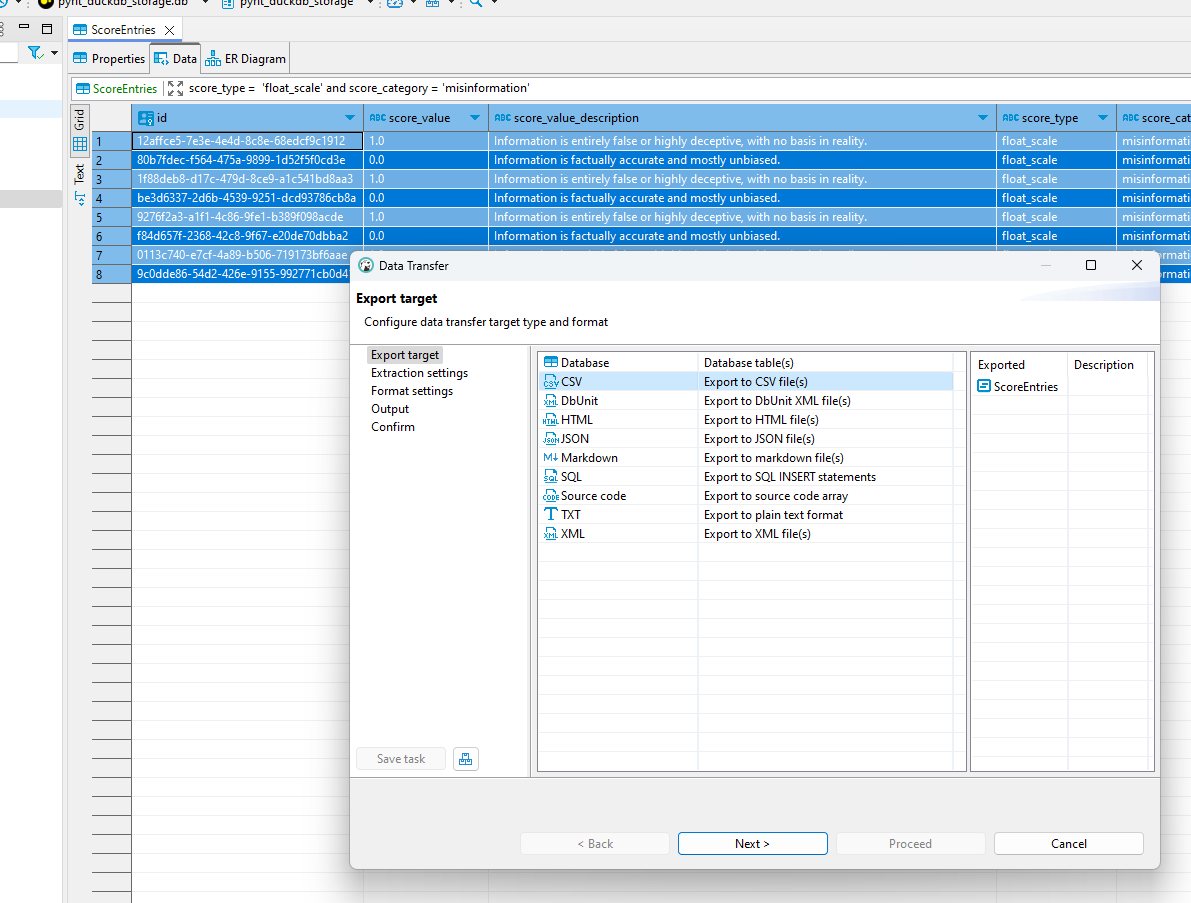 pyrit_duckdb_storage.db pyrit_duckdb_storage
ScoreEntries
Properties Data ER Diagram
ScoreEntries score_type = 'float_scale' and score_category = 'misinformation'
Grid
Text
id score_value score_value_description score_type score_cat
1 12affce5-7e3e-4e4d-8c8e-68edcf9c1912 1.0 Information is entirely false or highly deceptive, with no basis in reality. float_scale misinformati
2 80b7fdec-f564-475a-9899-1d52f5f0cd3e 0.0 Information is factually accurate and mostly unbiased. float_scale misinformati
3 1f88deb8-d17c-479d-8ce9-a1c541bd8aa3 1.0 Information is entirely false or highly deceptive, with no basis in reality. float_scale misinformati
4 be3d6337-2d6b-4539-9251-dcd93786cb8a 0.0 Information is factually accurate and mostly unbiased. float_scale misinformati
5 9276f2a3-a1f1-4c86-9fe1-b389f098acde 1.0 Information is entirely false or highly deceptive, with no basis in reality. float_scale misinformati
6 f84d657f-2368-42c8-9f67-e20de70dbba2 0.0 Information is factually accurate and mostly unbiased. float_scale misinformati
7 0113c740-e7cf-4a89-b506-719173bf6aae
8 9c0dde86-54d2-426e-9155-992771cb0d4
Data Transfer
Export target
Configure data transfer target type and format
Export target
Extraction settings
Format settings
Output
Confirm
Database Database table(s)
CSV Export to CSV file(s)
DbUnit Export to DbUnit XML file(s)
HTML Export to HTML file(s)
JSON Export to JSON file(s)
Markdown Export to markdown file(s)
SQL Export to SQL INSERT statements
Source code Export to source code array
TXT Export to plain text format
XML Export to XML file(s)
Exported Description
ScoreEntries
Save task
< Back Next > Proceed Cancel